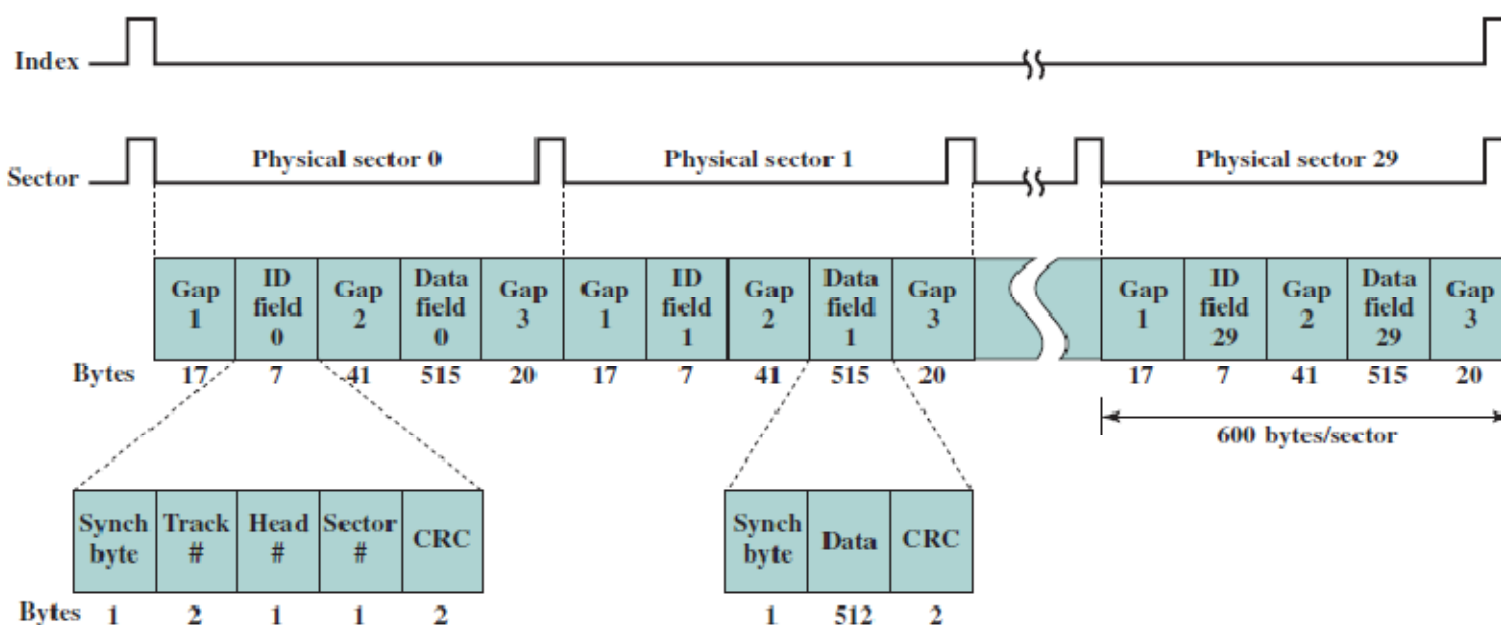 Index
Sector Physical sector 0 Physical sector 1 Physical sector 29
Gap 1 ID field 0 Gap 2 Data field 0 Gap 3 Gap 1 ID field 1 Gap 2 Data field 1 Gap 3 Gap 1 ID field 29 Gap 2 Data field 29 Gap 3
Bytes 17 7 41 515 20 17 7 41 515 20 17 7 41 515 20
600 bytes/sector
Synch byte Track # Head # Sector # CRC Synch byte Data CRC
Bytes 1 2 1 1 2 1 512 2